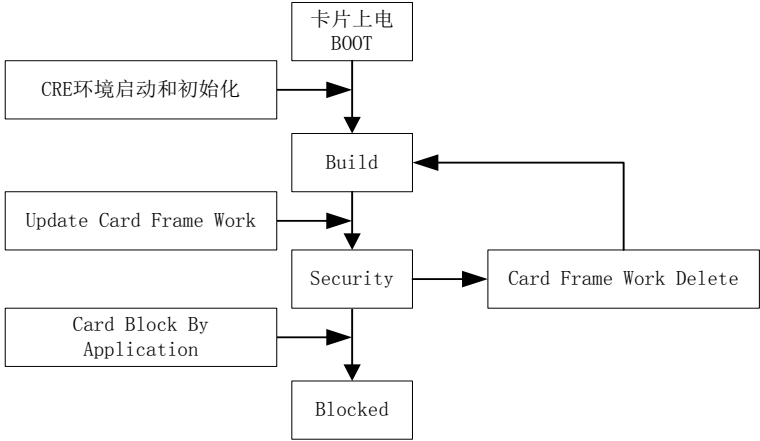 卡片上电
BOOT
CRE环境启动和初始化
Build
Update Card Frame Work
Security
Card Frame Work Delete
Card Block By
Application
Blocked